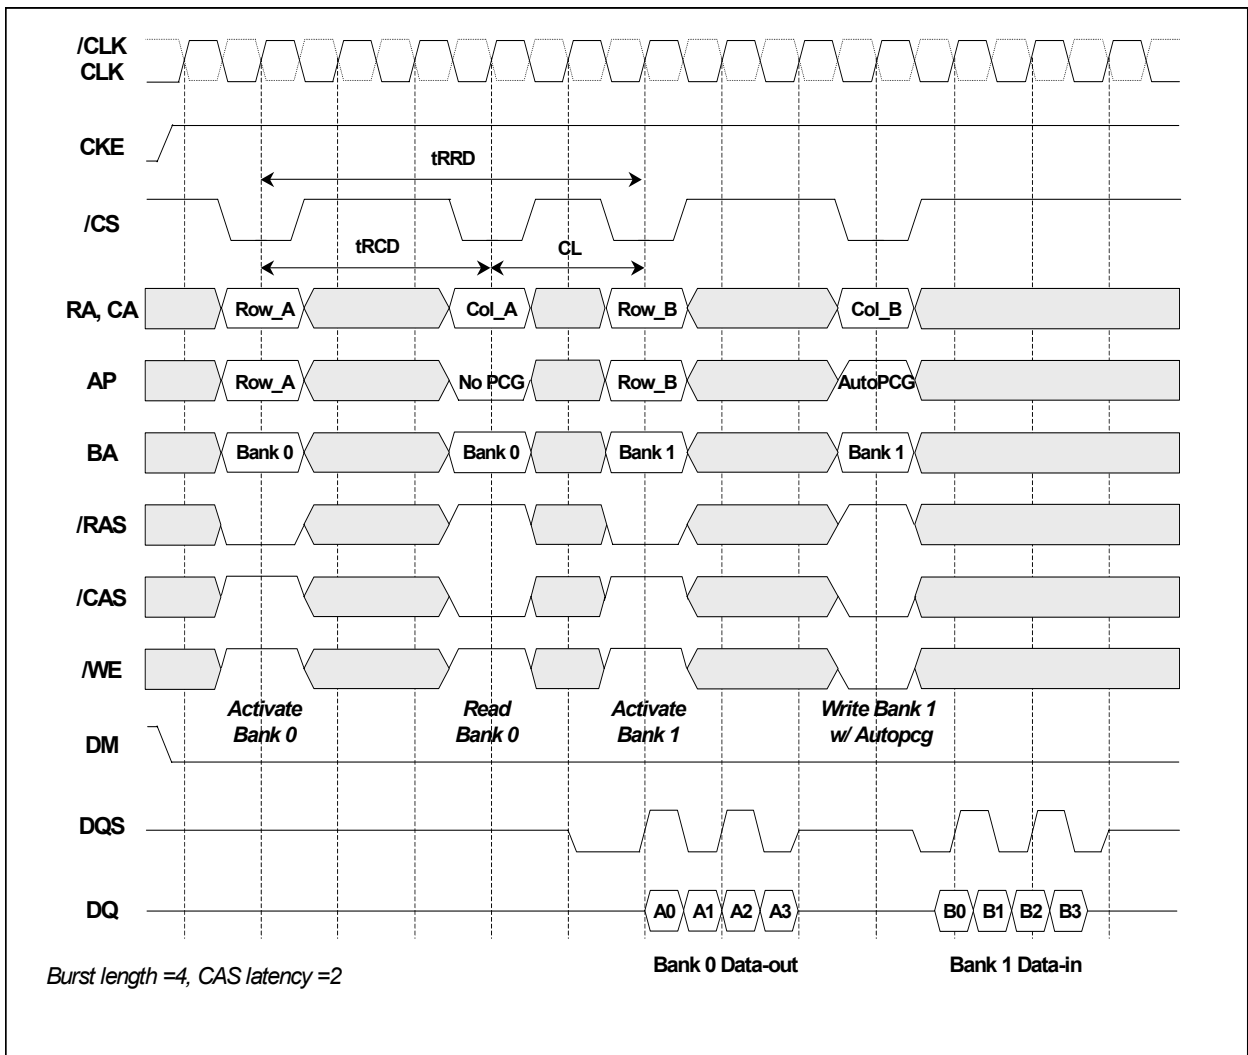 /CLK
CLK
CKE
tRRD
/CS
tRCD
CL
RA, CA
Row_A
Col_A
Row_B
Col_B
AP
Row_A
No PCG
Row_B
AutoPCG
BA
Bank 0
Bank 0
Bank 1
Bank 1
/RAS
/CAS
/WE
Activate
Bank 0
Read
Bank 0
Activate
Bank 1
Write Bank 1
w/ Autopcg
DM
DQS
DQ
A0
A1
A2
A3
B0
B1
B2
B3
Bank 0 Data-out
Bank 1 Data-in
Burst length =4, CAS latency =2